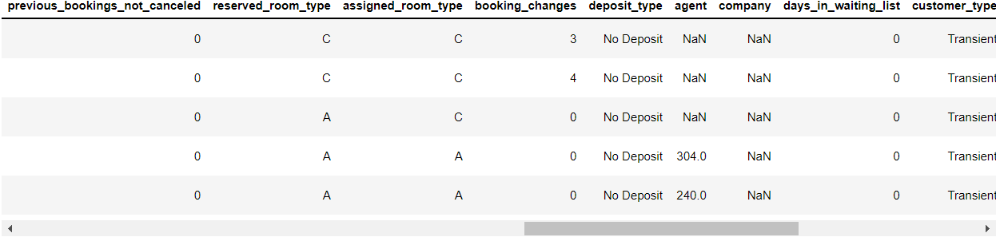 previous_bookings_not_canceled reserved_room_type assigned_room_type booking_changes deposit_type agent company days_in_waiting_list customer_type
0 C C 3 No Deposit NaN NaN 0 Transient
0 C C 4 No Deposit NaN NaN 0 Transient
0 A C 0 No Deposit NaN NaN 0 Transient
0 A A 0 No Deposit 304.0 NaN 0 Transient
0 A A 0 No Deposit 240.0 NaN 0 Transient